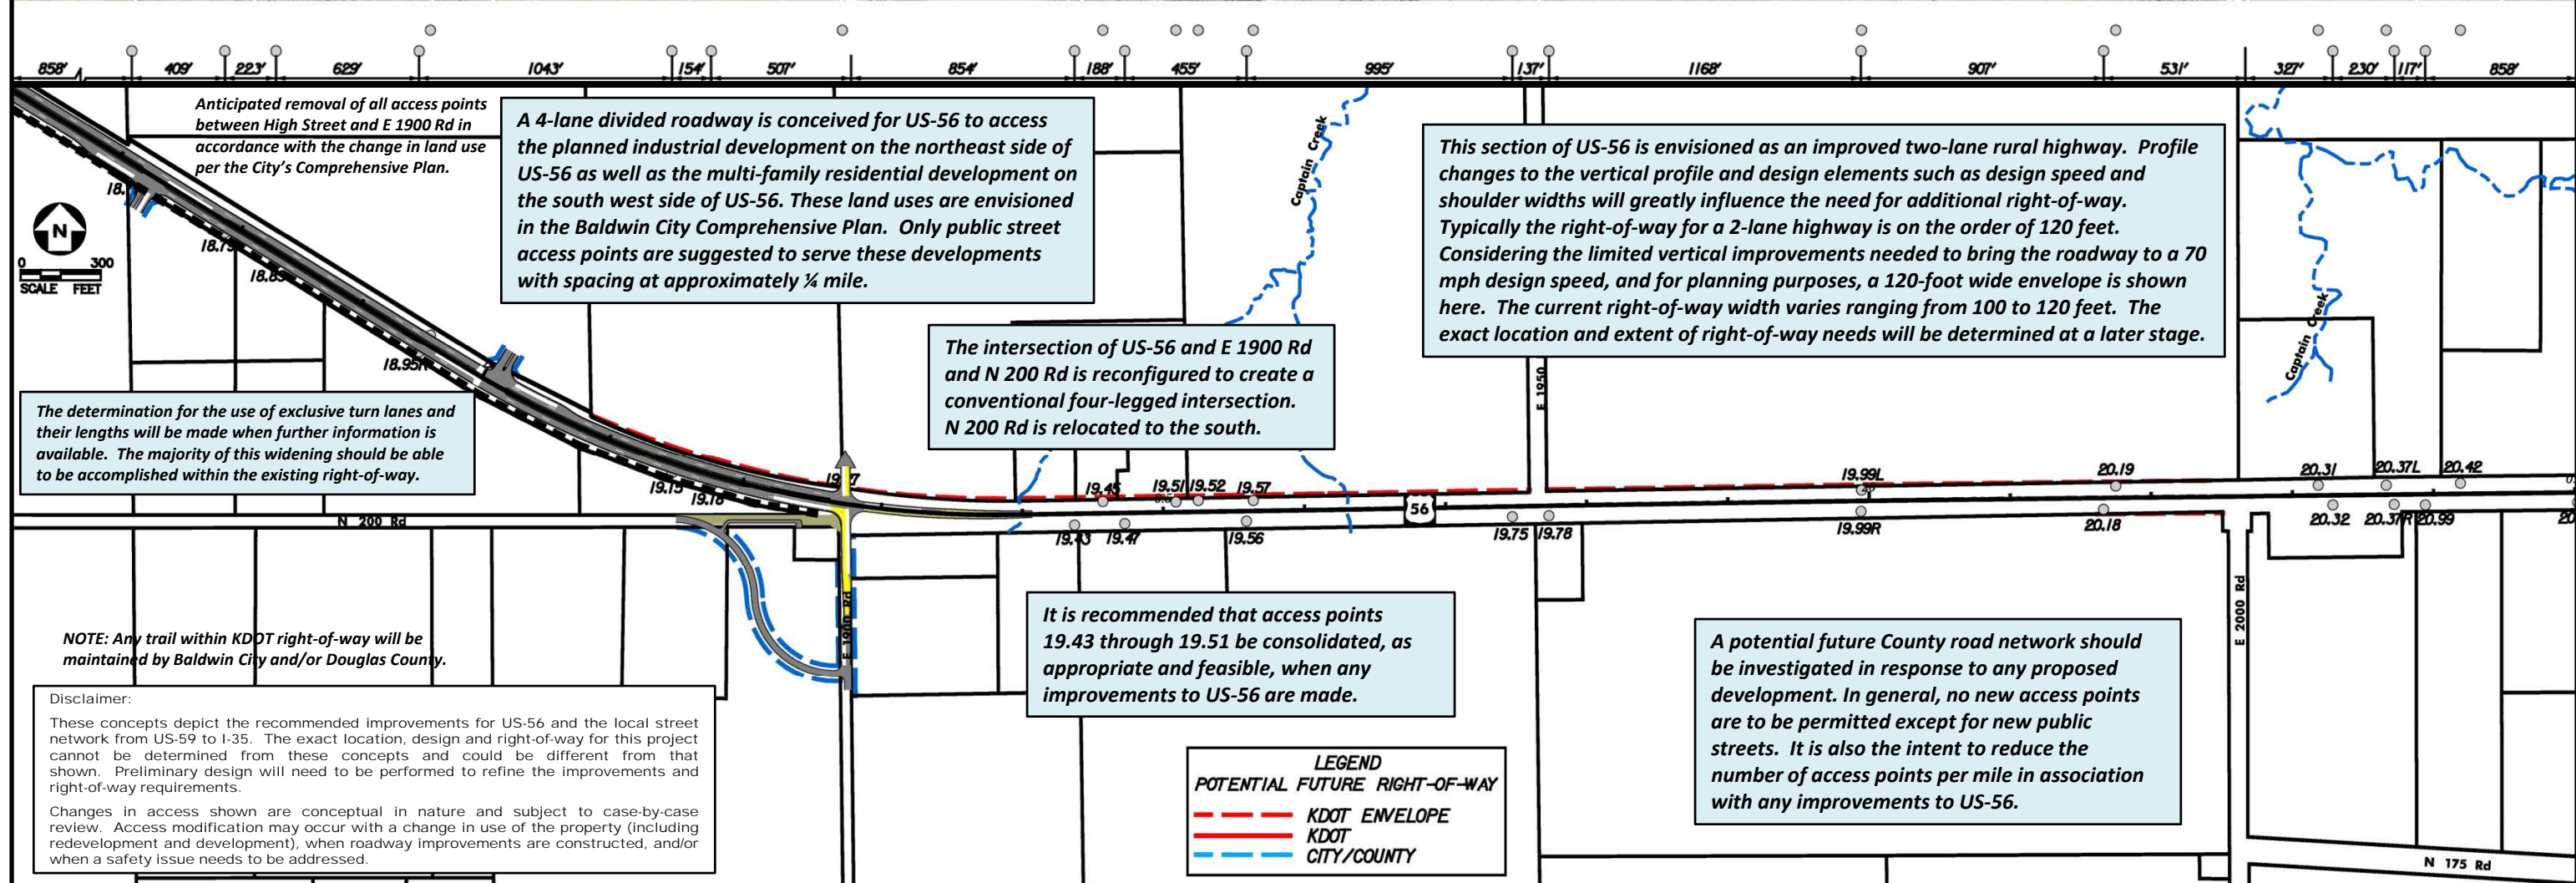 858' 409' 223' 629' 1043' 154' 507' 854' 188' 455' 995' 137' 1168' 907' 531' 327' 230' 117' 858'
Anticipated removal of all access points
between High Street and E 1900 Rd in
accordance with the change in land use
per the City's Comprehensive Plan.
A 4-lane divided roadway is conceived for US-56 to access
the planned industrial development on the northeast side of
US-56 as well as the multi-family residential development on
the south west side of US-56. These land uses are envisioned
in the Baldwin City Comprehensive Plan. Only public street
access points are suggested to serve these developments
with spacing at approximately ¼ mile.
Captain Creek
This section of US-56 is envisioned as an improved two-lane rural highway. Profile
changes to the vertical profile and design elements such as design speed and
shoulder widths will greatly influence the need for additional right-of-way.
Typically the right-of-way for a 2-lane highway is on the order of 120 feet.
Considering the limited vertical improvements needed to bring the roadway to a 70
mph design speed, and for planning purposes, a 120-foot wide envelope is shown
here. The current right-of-way width varies ranging from 100 to 120 feet. The
exact location and extent of right-of-way needs will be determined at a later stage.
Captain Creek
N
0 300
SCALE FEET
18.95R
The intersection of US-56 and E 1900 Rd
and N 200 Rd is reconfigured to create a
conventional four-legged intersection.
N 200 Rd is relocated to the south.
E 1950
The determination for the use of exclusive turn lanes and
their lengths will be made when further information is
available. The majority of this widening should be able
to be accomplished within the existing right-of-way.
19.15 19.18
19.45 19.51 19.52 19.57
19.99L 20.19 20.31 20.37L 20.42
56
N 200 Rd
19.43 19.47 19.56 19.75 19.78 19.99R 20.18 20.32 20.37R 20.99
E 1900 Rd
E 2000 Rd
It is recommended that access points
19.43 through 19.51 be consolidated, as
appropriate and feasible, when any
improvements to US-56 are made.
A potential future County road network should
be investigated in response to any proposed
development. In general, no new access points
are to be permitted except for new public
streets. It is also the intent to reduce the
number of access points per mile in association
with any improvements to US-56.
NOTE: Any trail within KDOT right-of-way will be
maintained by Baldwin City and/or Douglas County.
Disclaimer:
These concepts depict the recommended improvements for US-56 and the local street
network from US-59 to I-35. The exact location, design and right-of-way for this project
cannot be determined from these concepts and could be different from that
shown. Preliminary design will need to be performed to refine the improvements and
right-of-way requirements.
Changes in access shown are conceptual in nature and subject to case-by-case
review. Access modification may occur with a change in use of the property (including
redevelopment and development), when roadway improvements are constructed, and/or
when a safety issue needs to be addressed.
LEGEND
POTENTIAL FUTURE RIGHT-OF-WAY
KDOT ENVELOPE
KDOT
CITY/COUNTY
N 175 Rd